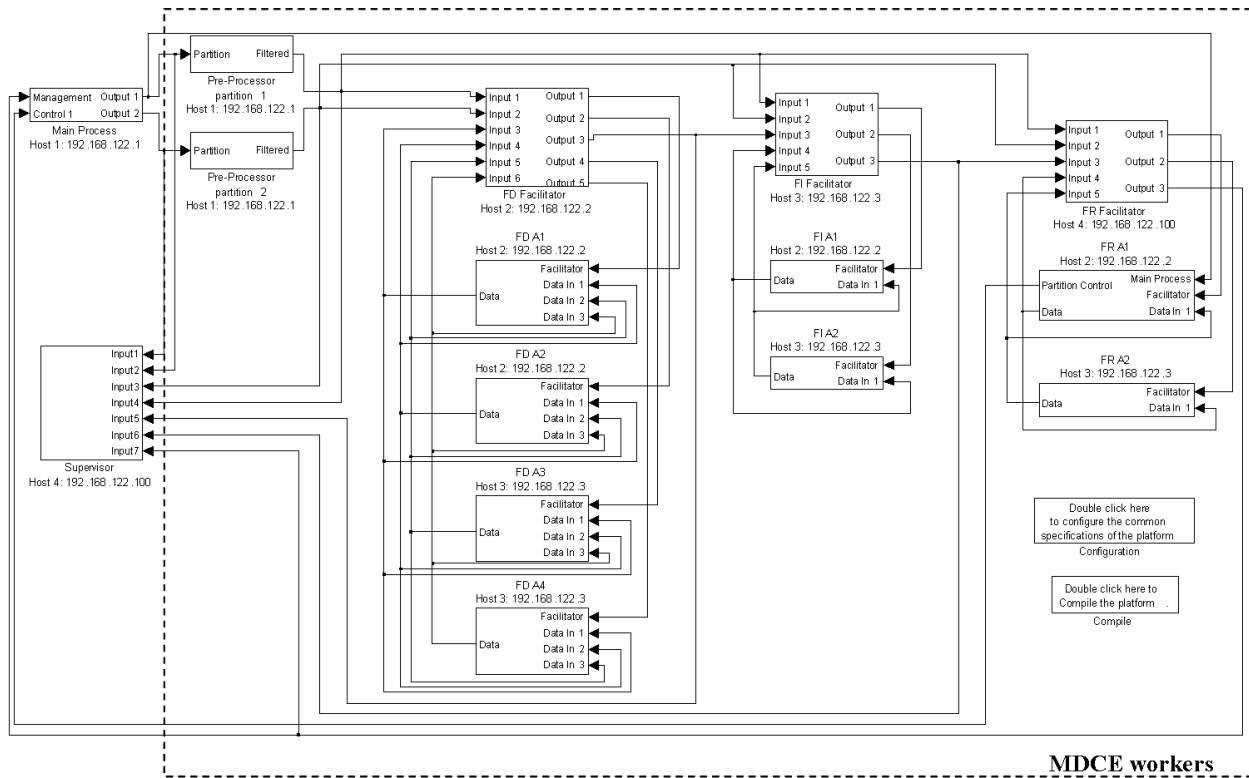 Management
Output 1
Control 1
Output 2
Main Process
Host 1: 192.168.122.1
Partition
Filtered
Pre-Processor
partition 1
Host 1: 192.168.122.1
Partition
Filtered
Pre-Processor
partition 2
Host 1: 192.168.122.1
Input 1
Input 2
Input 3
Input 4
Input 5
Input 6
Output 1
Output 2
Output 3
Output 4
Output 5
FD Facilitator
Host 2: 192.168.122.2
Input 1
Input 2
Input 3
Input 4
Input 5
Output 1
Output 2
Output 3
FI Facilitator
Host 3: 192.168.122.3
Input 1
Input 2
Input 3
Input 4
Input 5
Output 1
Output 2
Output 3
FR Facilitator
Host 4: 192.168.122.100
FD A1
Host 2: 192.168.122.2
Facilitator
Data In 1
Data
Data In 2
Data In 3
FD A2
Host 2: 192.168.122.2
Facilitator
Data In 1
Data
Data In 2
Data In 3
FD A3
Host 3: 192.168.122.3
Facilitator
Data In 1
Data
Data In 2
Data In 3
FD A4
Host 3: 192.168.122.3
Facilitator
Data In 1
Data
Data In 2
Data In 3
FI A1
Host 2: 192.168.122.2
Facilitator
Data
Data In 1
FI A2
Host 3: 192.168.122.3
Facilitator
Data
Data In 1
FR A1
Host 2: 192.168.122.2
Main Process
Partition Control
Facilitator
Data
Data In 1
FR A2
Host 3: 192.168.122.3
Facilitator
Data
Data In 1
Input1
Input2
Input3
Input4
Input5
Input6
Input7
Supervisor
Host 4: 192.168.122.100
Double click here
to configure the common
specifications of the platform
Configuration
Double click here to
Compile the platform .
Compile
MDCE workers